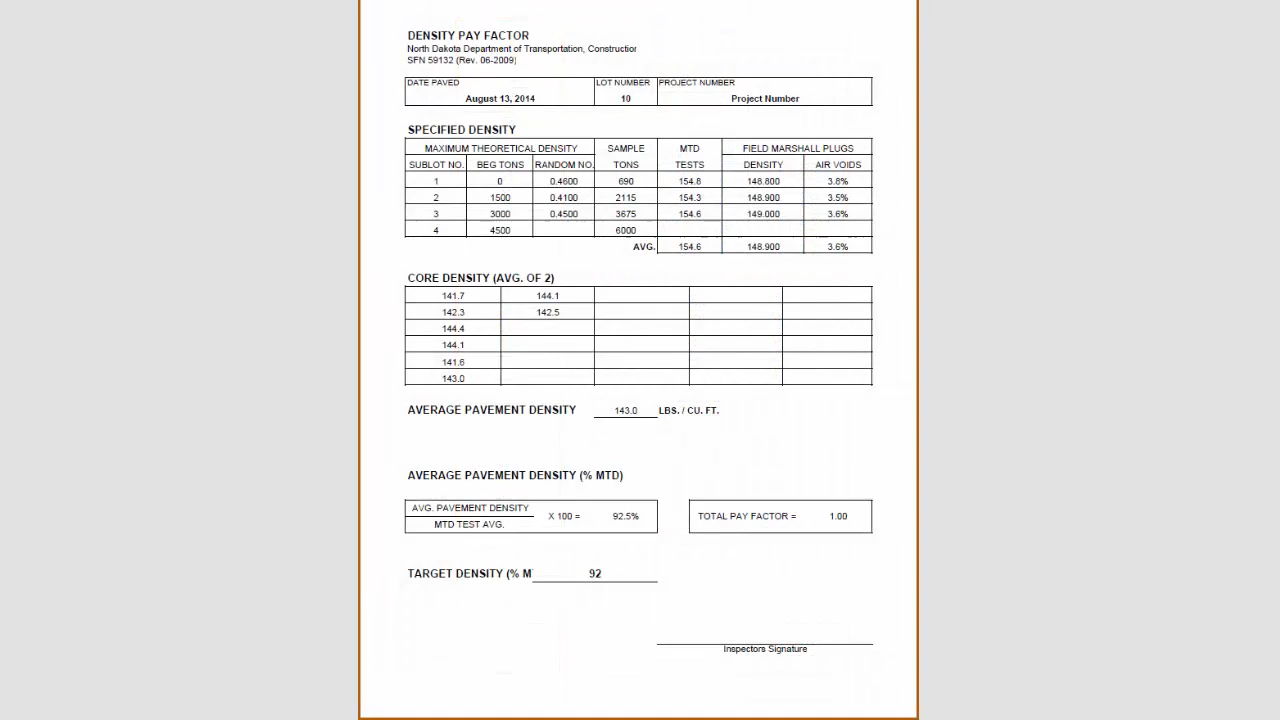 DENSITY PAY FACTOR
North Dakota Department of Transportation, Construction
SFN 59132 (Rev. 06-2009)
DATE PAVED LOT NUMBER PROJECT NUMBER
August 13, 2014 10 Project Number
SPECIFIED DENSITY
MAXIMUM THEORETICAL DENSITY SAMPLE MTD FIELD MARSHALL PLUGS
SUBLOT NO. BEG TONS RANDOM NO. TONS TESTS DENSITY AIR VOIDS
1 0 0.4600 690 154.8 148.800 3.8%
2 1500 0.4100 2115 154.3 148.900 3.5%
3 3000 0.4500 3675 154.6 149.000 3.6%
4 4500 6000
AVG. 154.6 148.900 3.6%
CORE DENSITY (AVG. OF 2)
141.7 144.1
142.3 142.5
144.4
144.1
141.6
143.0
AVERAGE PAVEMENT DENSITY 143.0 LBS. / CU. FT.
AVERAGE PAVEMENT DENSITY (% MTD)
AVG. PAVEMENT DENSITY
X 100 = 92.5% TOTAL PAY FACTOR = 1.00
MTD TEST AVG.
TARGET DENSITY (% M 92
Inspectors Signature